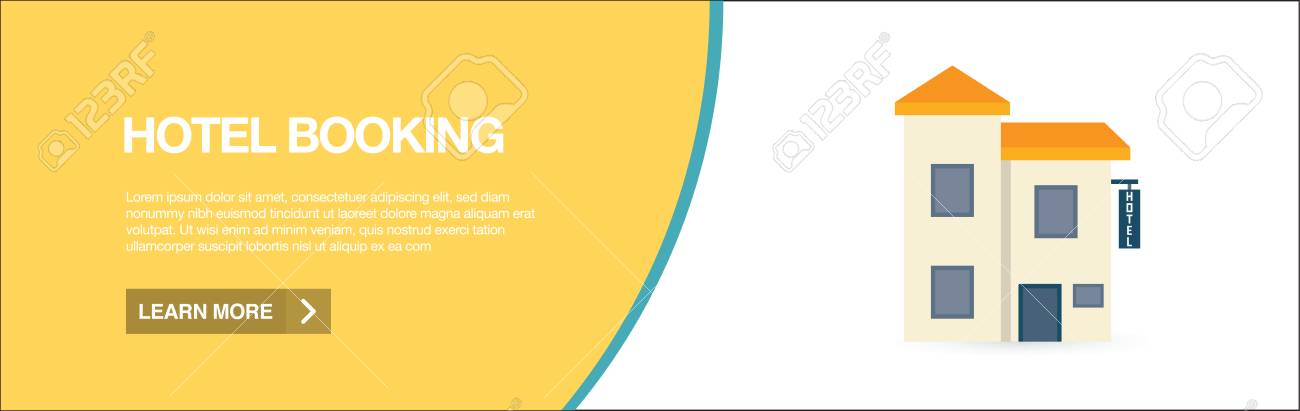 HOTEL BOOKING
Lorem ipsum dolor sit amet, consectetuer adipiscing elit, sed diam
nonummy nibh euismod tincidunt ut laoreet dolore magna aliquam erat
volutpat. Ut wisi enim ad minim veniam, quis nostrud exerci tation
ullamcorper suscipit lobortis nisl ut aliquip ex ea com
LEARN MORE
HOTEL
123RF
123RF